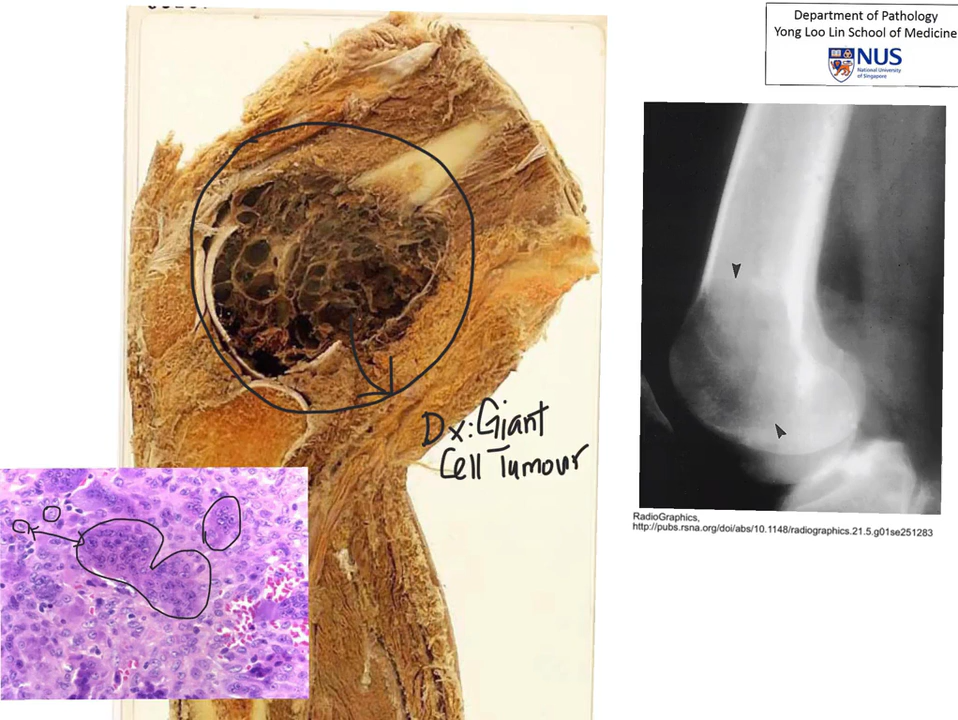 Department of Pathology
Yong Loo Lin School of Medicine
NUS
National University
of Singapore
Dx: Giant
Cell Tumour
RadioGraphics,
http://pubs.rsna.org/doi/abs/10.1148/radiographics.21.5.g01se251283